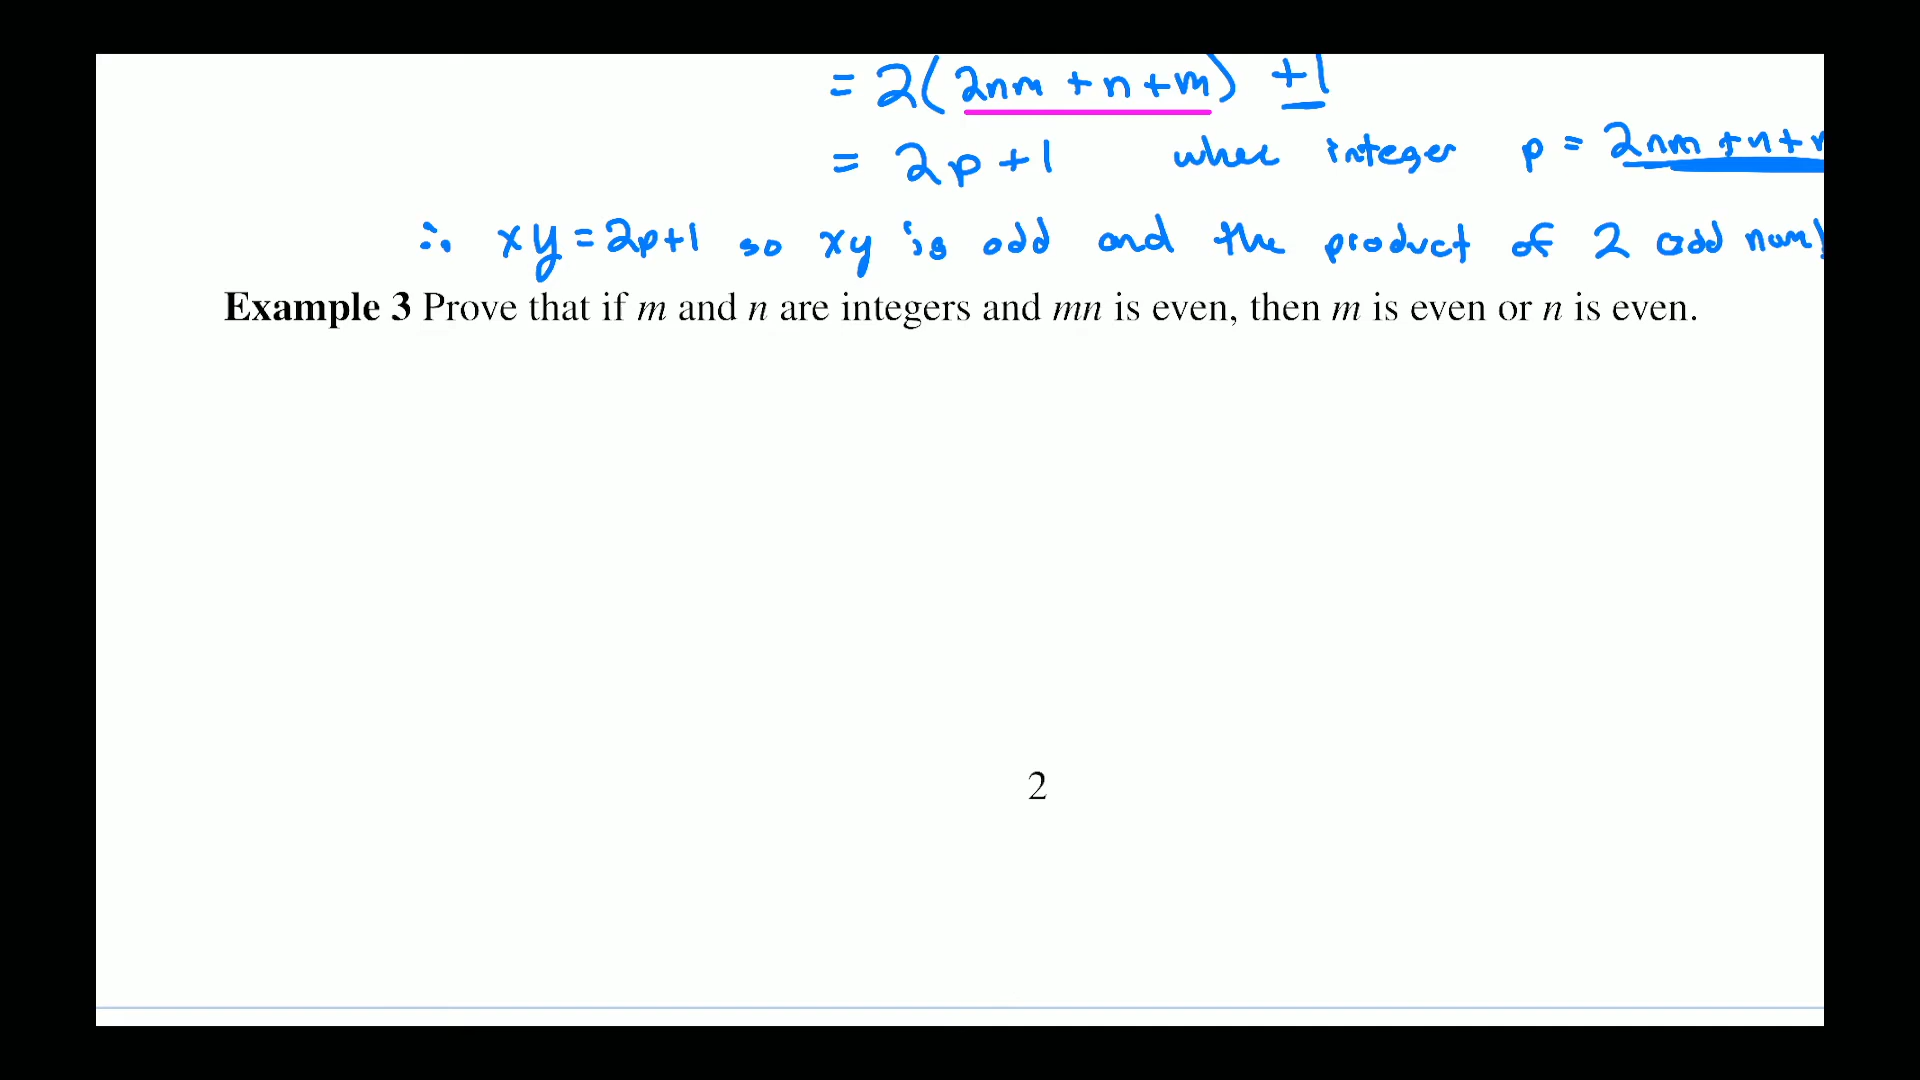 = 2(2nm + n + m) + 1
= 2p + 1 where integer p = 2nm + n +
∴ xy = 2p+1 so xy is odd and the product of 2 odd
Example 3 Prove that if m and n are integers and mn is even, then m is even or n is even.
2